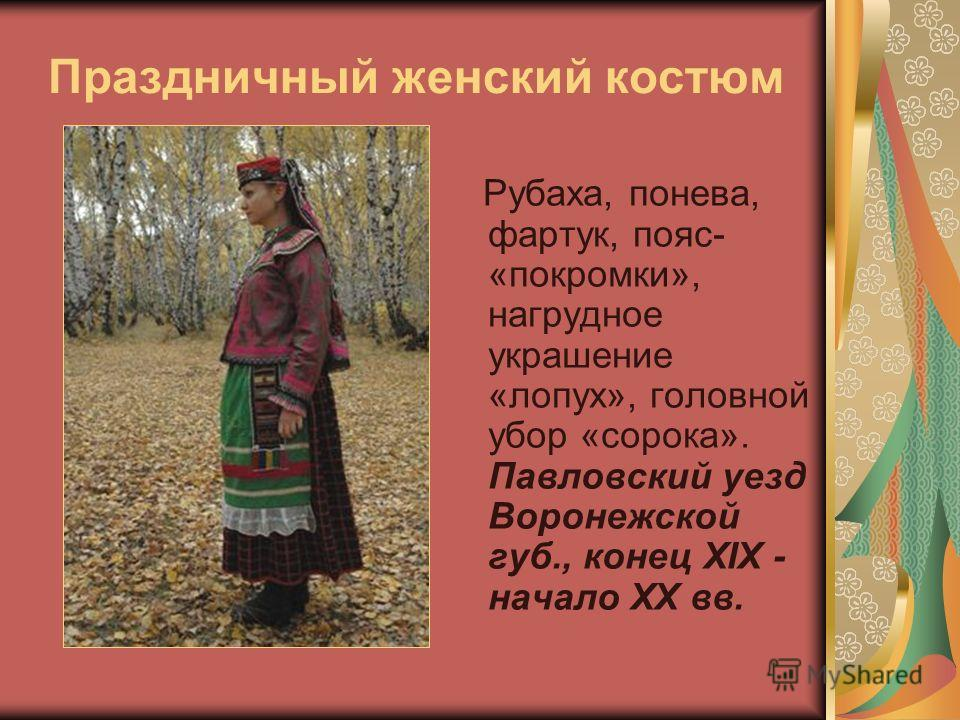 Праздничный женский костюм
Рубаха, понева,
фартук, пояс-
«покромки»,
нагрудное
украшение
«лопух», головной
убор «сорока».
Павловский уезд
Воронежской
губ., конец XIX -
начало XX вв.
MyShared